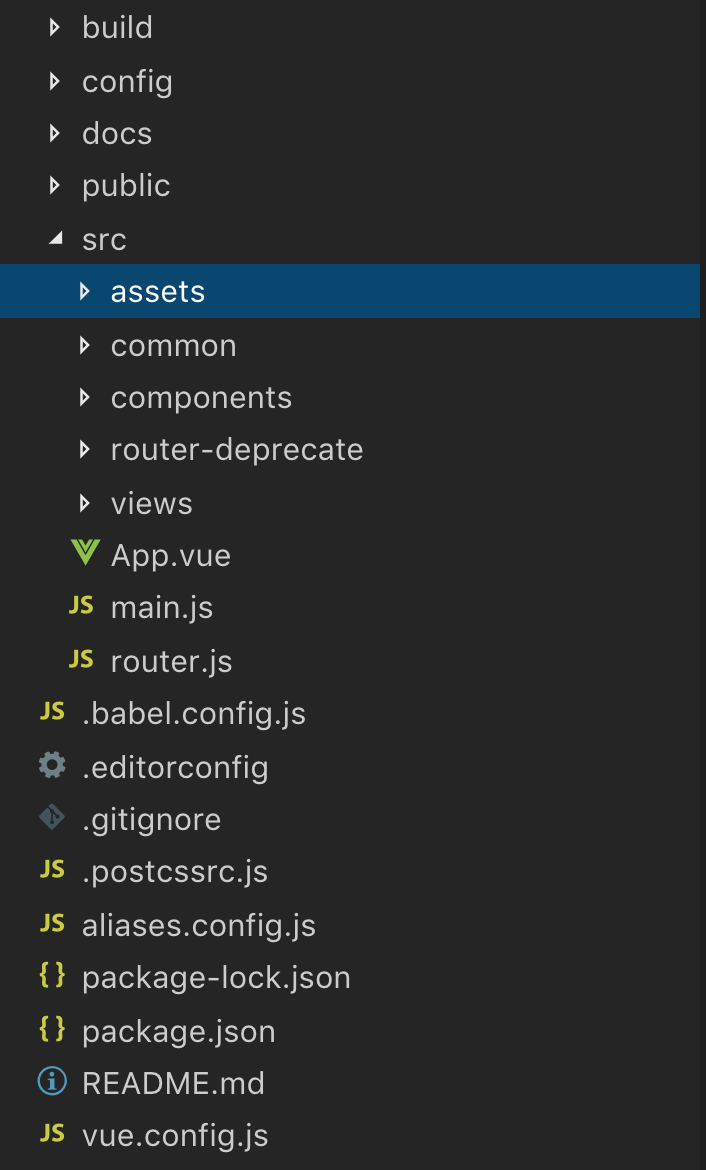 build
config
docs
public
src
assets
common
components
router-deprecate
views
App.vue
JS main.js
JS router.js
JS .babel.config.js
.editorconfig
.gitignore
JS .postcssrc.js
JS aliases.config.js
{} package-lock.json
{} package.json
README.md
JS vue.config.js